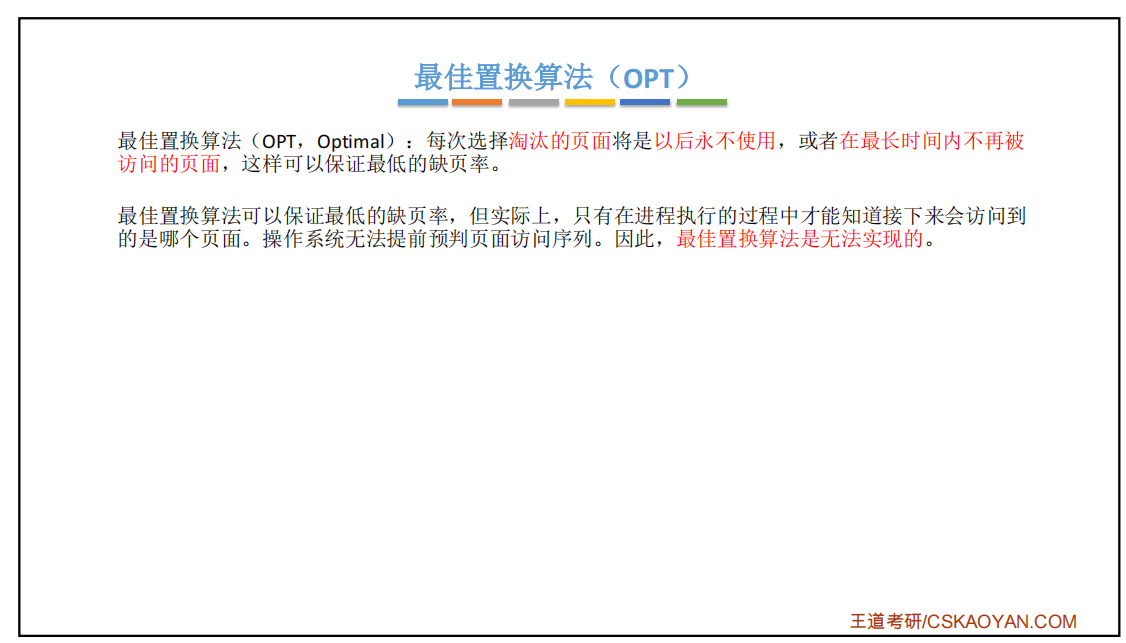 最佳置换算法（OPT）
最佳置换算法（OPT，Optimal）：每次选择淘汰的页面将是以后永不使用，或者在最长时间内不再被
访问的页面，这样可以保证最低的缺页率。
最佳置换算法可以保证最低的缺页率，但实际上，只有在进程执行的过程中才能知道接下来会访问到
的是哪个页面。操作系统无法提前预判页面访问序列。因此，最佳置换算法是无法实现的。
王道考研/CSKAOYAN.COM